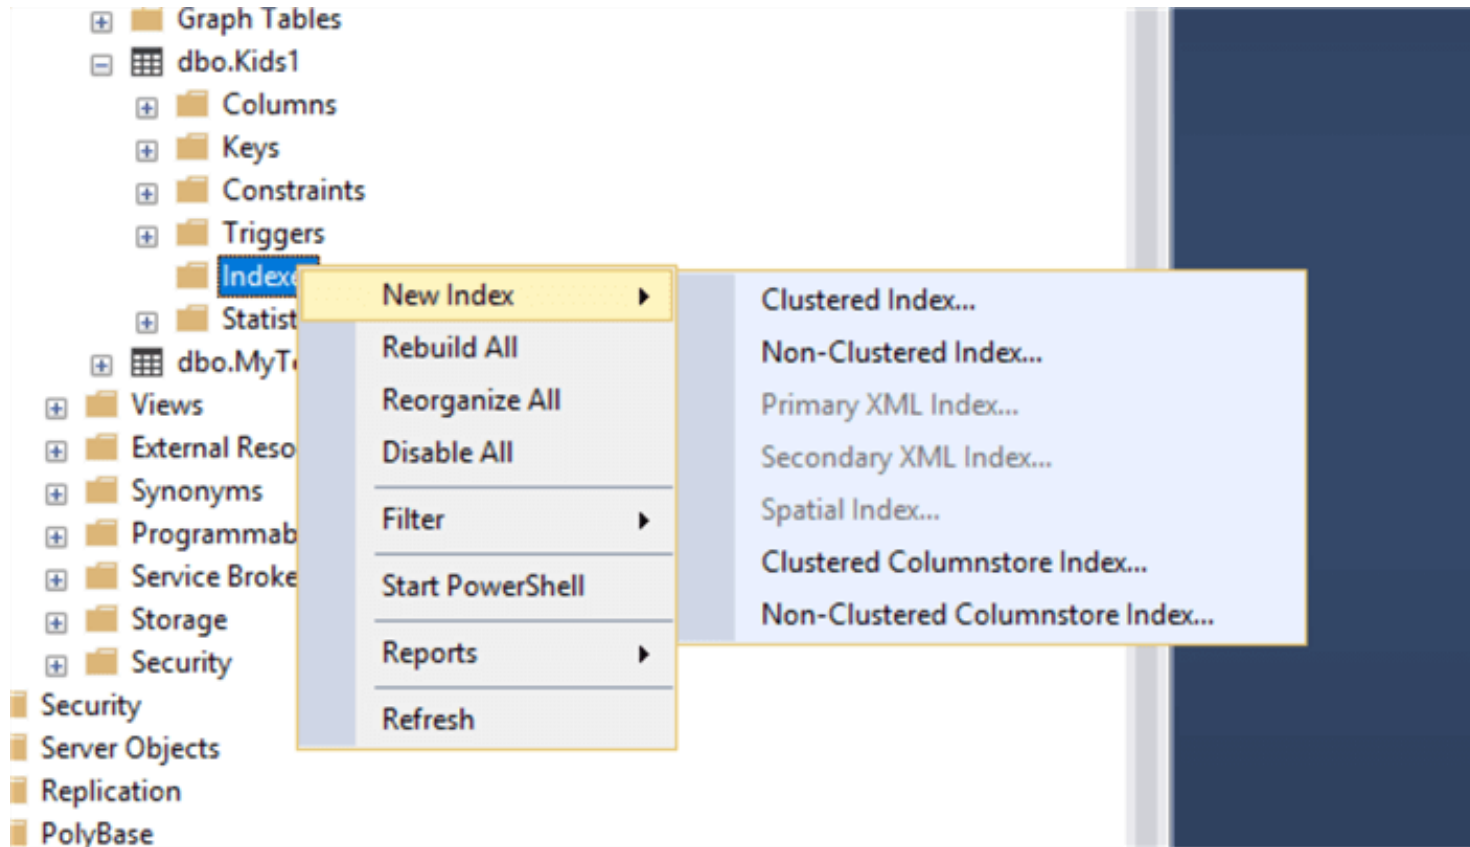 Graph Tables
dbo.Kids1
Columns
Keys
Constraints
Triggers
New Index
Rebuild All
Reorganize All
Disable All
Filter
Start PowerShell
Reports
Refresh
Clustered Index...
Non-Clustered Index...
Primary XML Index...
Secondary XML Index...
Spatial Index...
Clustered Columnstore Index...
Non-Clustered Columnstore Index...
Views
External
Synonyms
Service
Storage
Security
Security
Server Objects
Replication
PolyBase